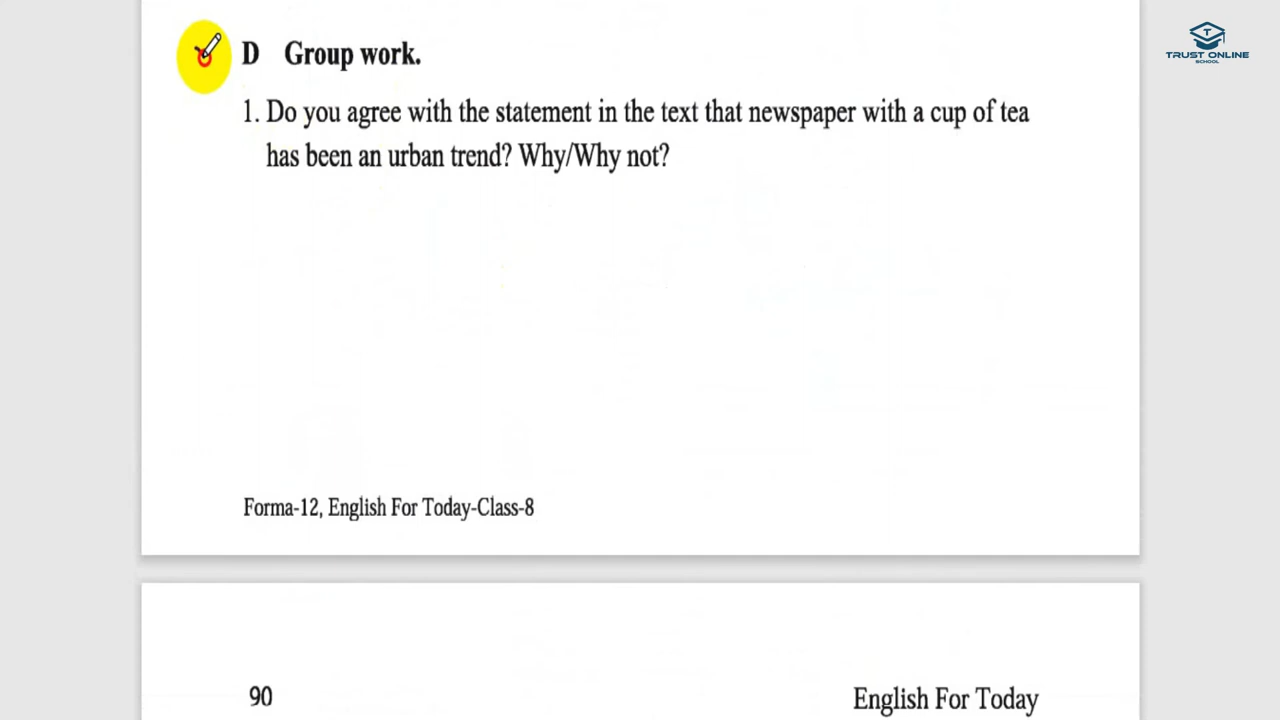 TRUST ONLINE
SCHOOL
D Group work.
1. Do you agree with the statement in the text that newspaper with a cup of tea
has been an urban trend? Why/Why not?
Forma-12, English For Today-Class-8
90 English For Today